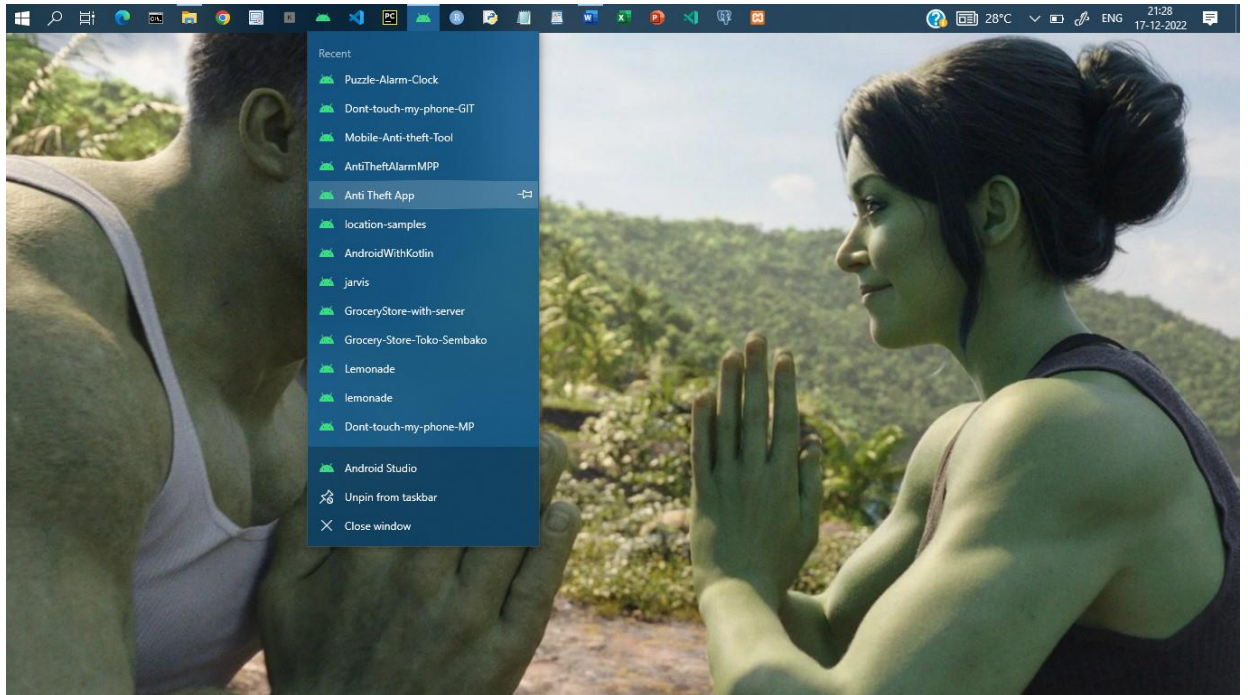 28°C
ENG
21:28
17-12-2022
Recent
Puzzle-Alarm-Clock
Dont-touch-my-phone-GIT
Mobile-Anti-theft-Tool
AntiTheftAlarmMPP
Anti Theft App
location-samples
AndroidWithKotlin
jarvis
GroceryStore-with-server
Grocery-Store-Toko-Sembako
Lemonade
lemonade
Dont-touch-my-phone-MP
Android Studio
Unpin from taskbar
Close window